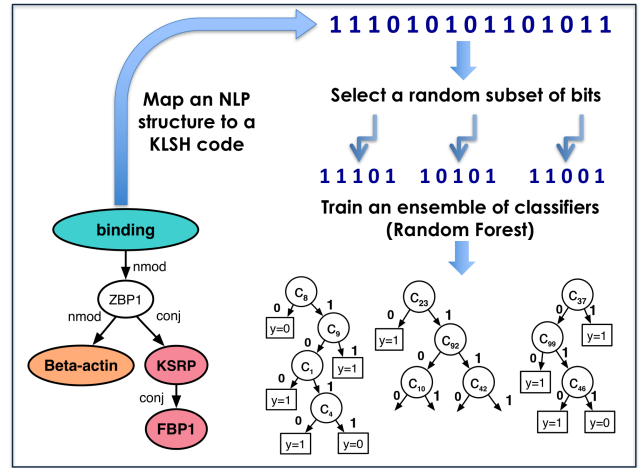 1 1 1 0 1 0 1 0 1 1 0 1 0 1 1
Map an NLP
structure to a
KLSH code
Select a random subset of bits
1 1 1 0 1
1 0 1 0 1
1 1 0 0 1
Train an ensemble of classifiers
(Random Forest)
binding
nmod
ZBP1
nmod
conj
Beta-actin
KSRP
conj
FBP1
C8
0
1
y=0
C9
0
1
C1
y=1
0
1
y=1
C4
0
1
y=1
y=0
C23
0
1
y=1
C92
0
1
C10
C42
0
1
0
1
C37
0
1
C99
y=1
0
1
y=1
C46
0
1
y=1
y=0